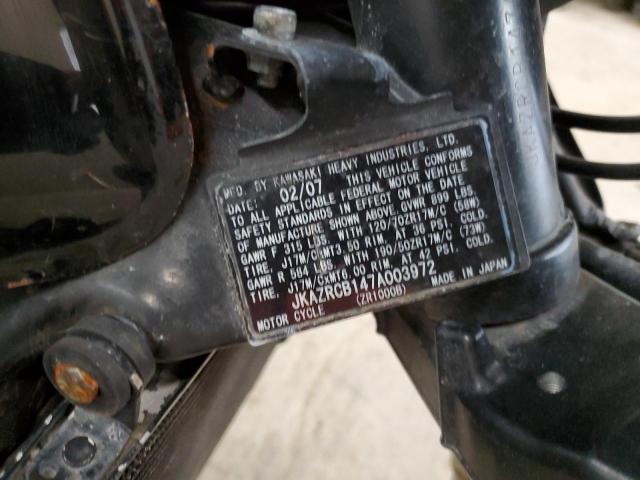 MFD. BY KAWASAKI HEAVY INDUSTRIES, LTD.
DATE: 02/07 THIS VEHICLE CONFORMS
TO ALL APPLICABLE FEDERAL MOTOR VEHICLE
SAFETY STANDARDS IN EFFECT ON THE DATE
OF MANUFACTURE SHOWN ABOVE. GVWR 899 LBS
GAWR F 315 LBS. WITH 120/70ZR17M/C (58W)
TIRE, J17M/CXMT3.50 RIM, AT 36 PSI. COLD.
GAWR R 584 LBS. WITH 190/50ZR17M/C (73W)
TIRE, J17M/CXMT6.00 RIM AT 42 PSI. COLD.
JKAZRCB147A003972
MOTOR CYCLE (ZR1000B) MADE IN JAPAN
JKAZRCB147